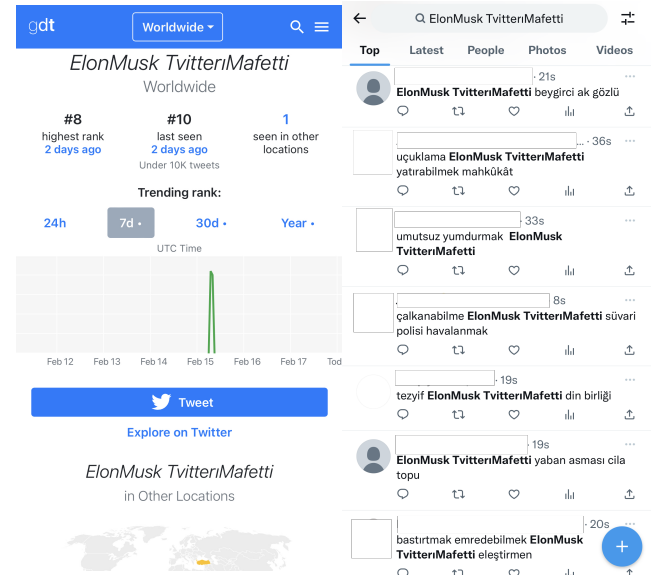 gdt
Worldwide
ElonMusk TvitterıMafetti
Worldwide
#8
highest rank
2 days ago
#10
last seen
2 days ago
Under 10K tweets
1
seen in other
locations
Trending rank:
24h
7d •
30d •
Year •
UTC Time
Feb 12
Feb 13
Feb 14
Feb 15
Feb 16
Feb 17
Tod
Tweet
Explore on Twitter
ElonMusk TvitterıMafetti
in Other Locations
ElonMusk TvitterıMafetti
Top
Latest
People
Photos
Videos
· 21s
ElonMusk TvitterıMafetti beygirci ak gözlü
... · 36s
uçuklama ElonMusk TvitterıMafetti
yatırabilmek mahkûkât
· 33s
umutsuz yumdurmak ElonMusk
TvitterıMafetti
8s
çalkanabilme ElonMusk TvitterıMafetti süvari
polisi havalanmak
· 19s
tezyif ElonMusk TvitterıMafetti din birliği
· 19s
ElonMusk TvitterıMafetti yaban asması cila
topu
· 20s
bastırtmak emredebilmek ElonMusk
TvitterıMafetti eleştirmen